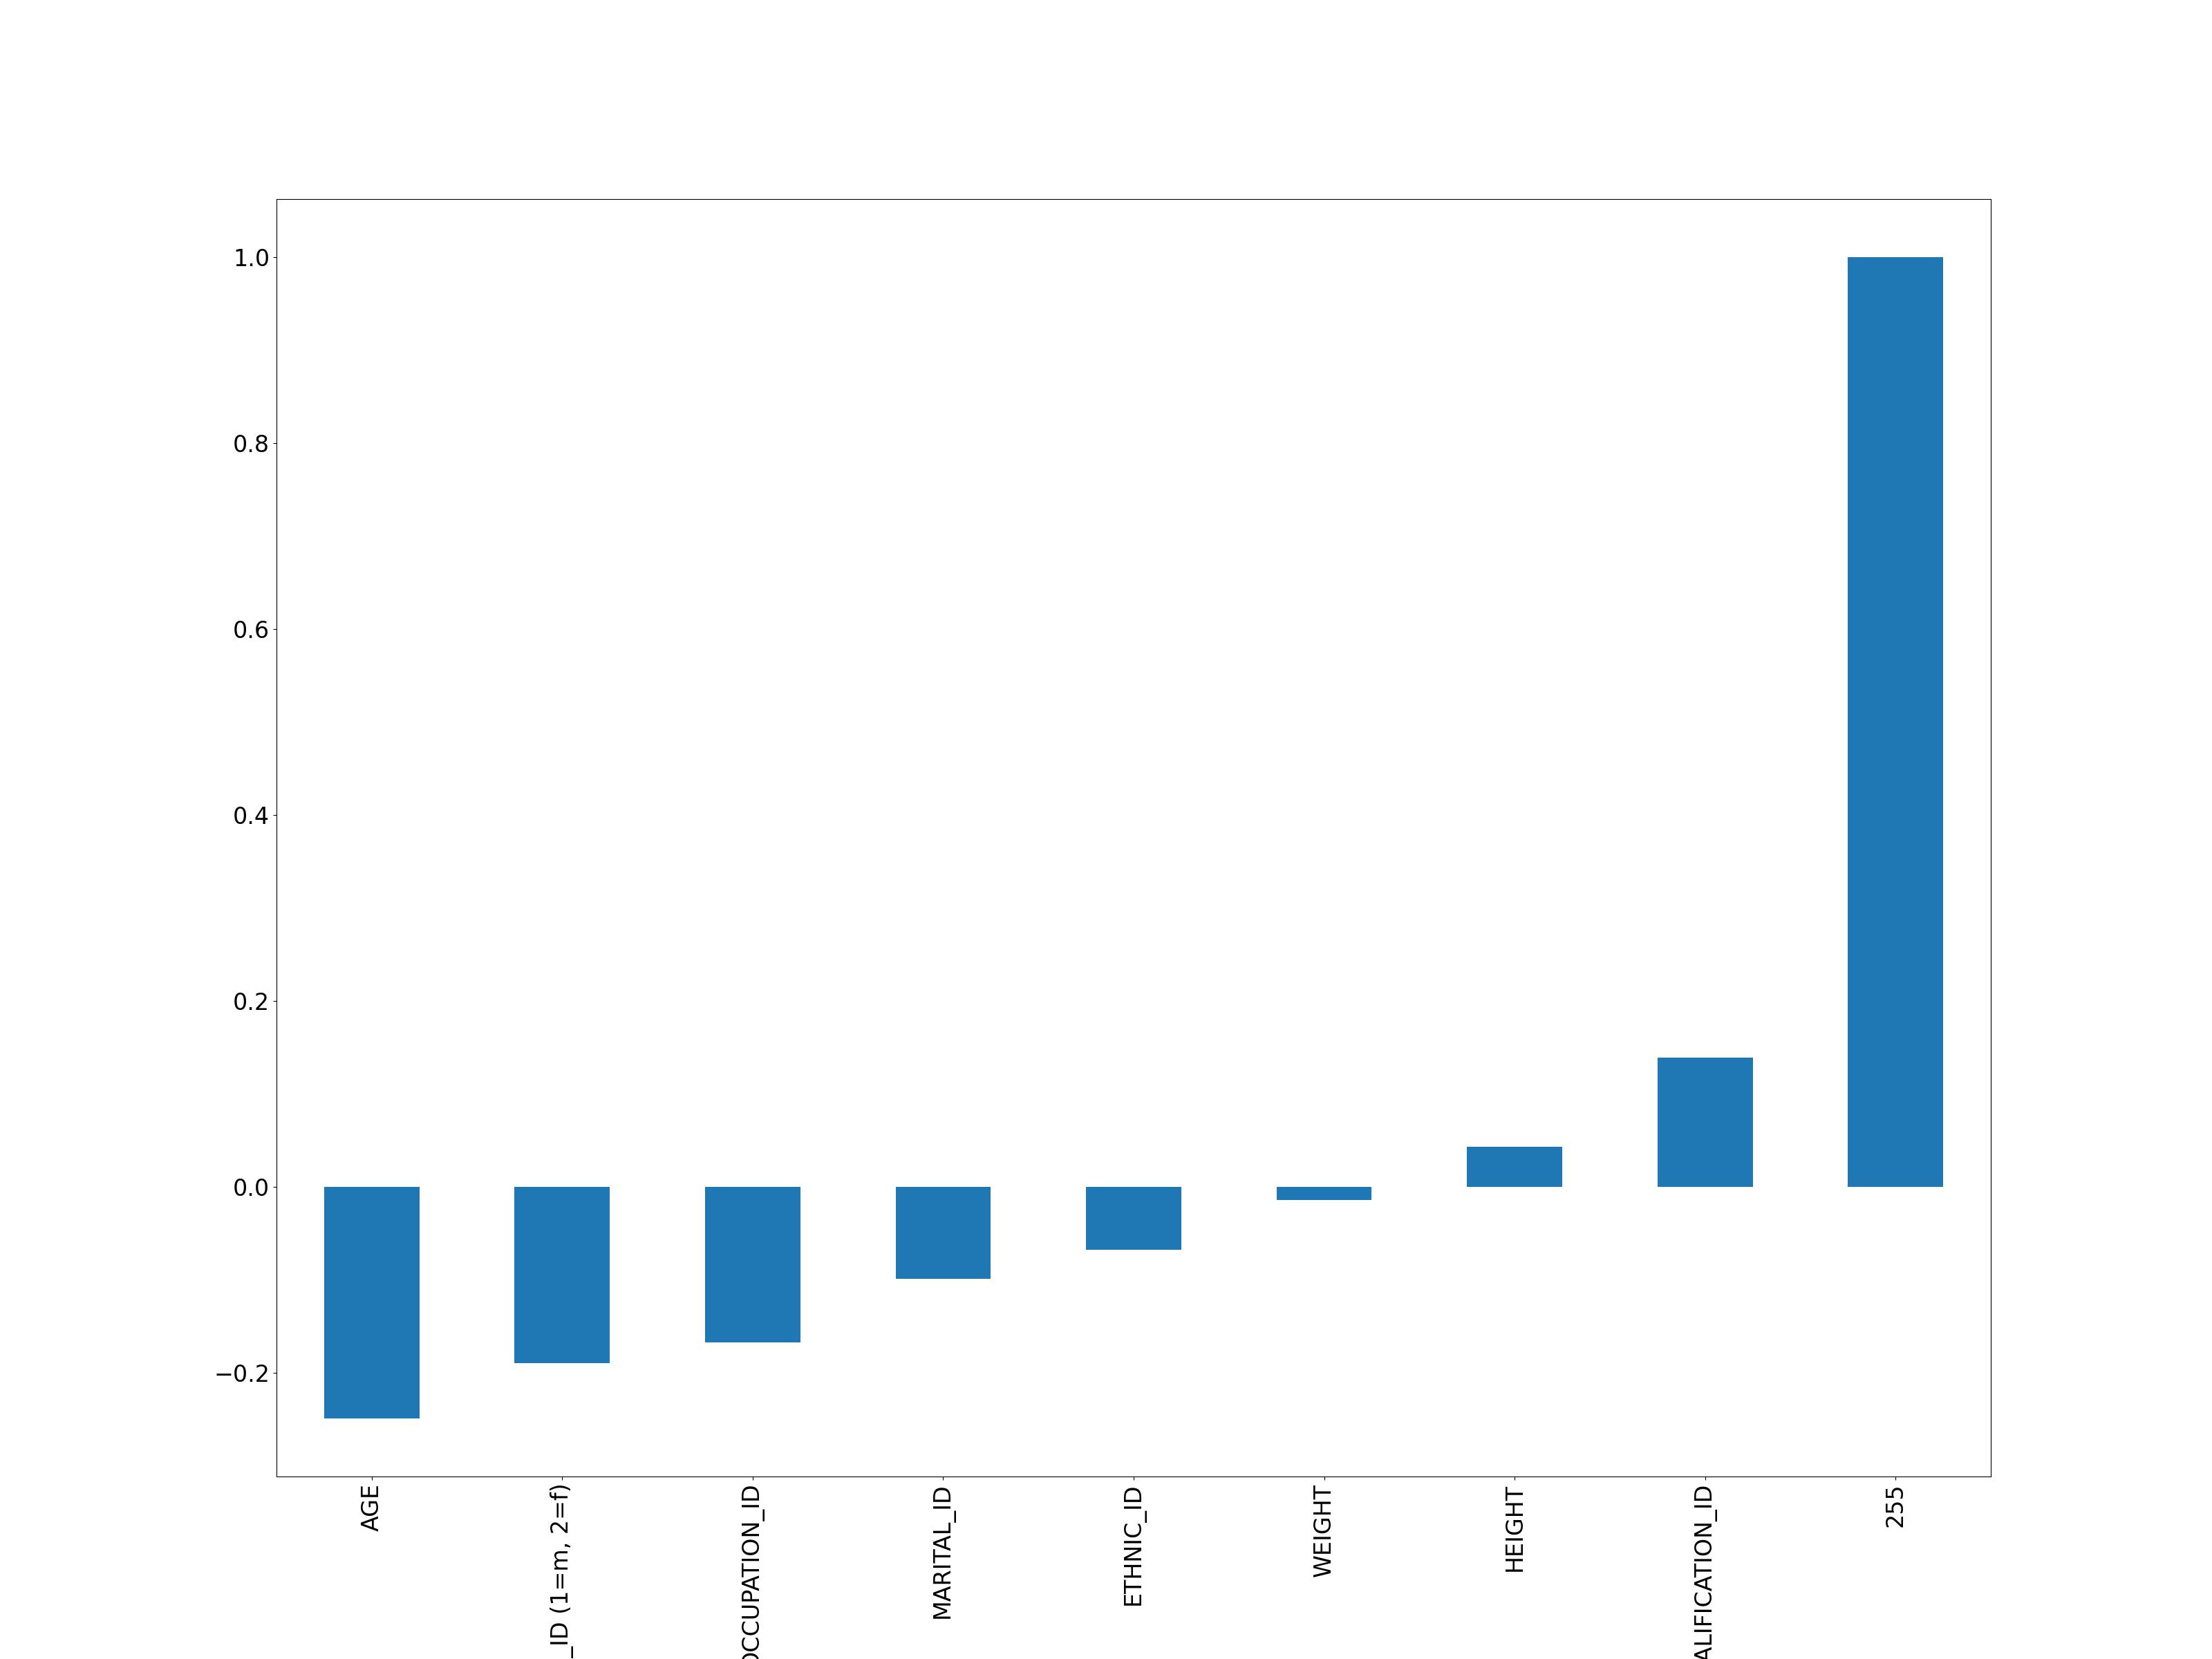 1.0
0.8
0.6
0.4
0.2
0.0
−0.2
AGE
_ID (1=m, 2=f)
OCCUPATION_ID
MARITAL_ID
ETHNIC_ID
WEIGHT
HEIGHT
ALIFICATION_ID
255